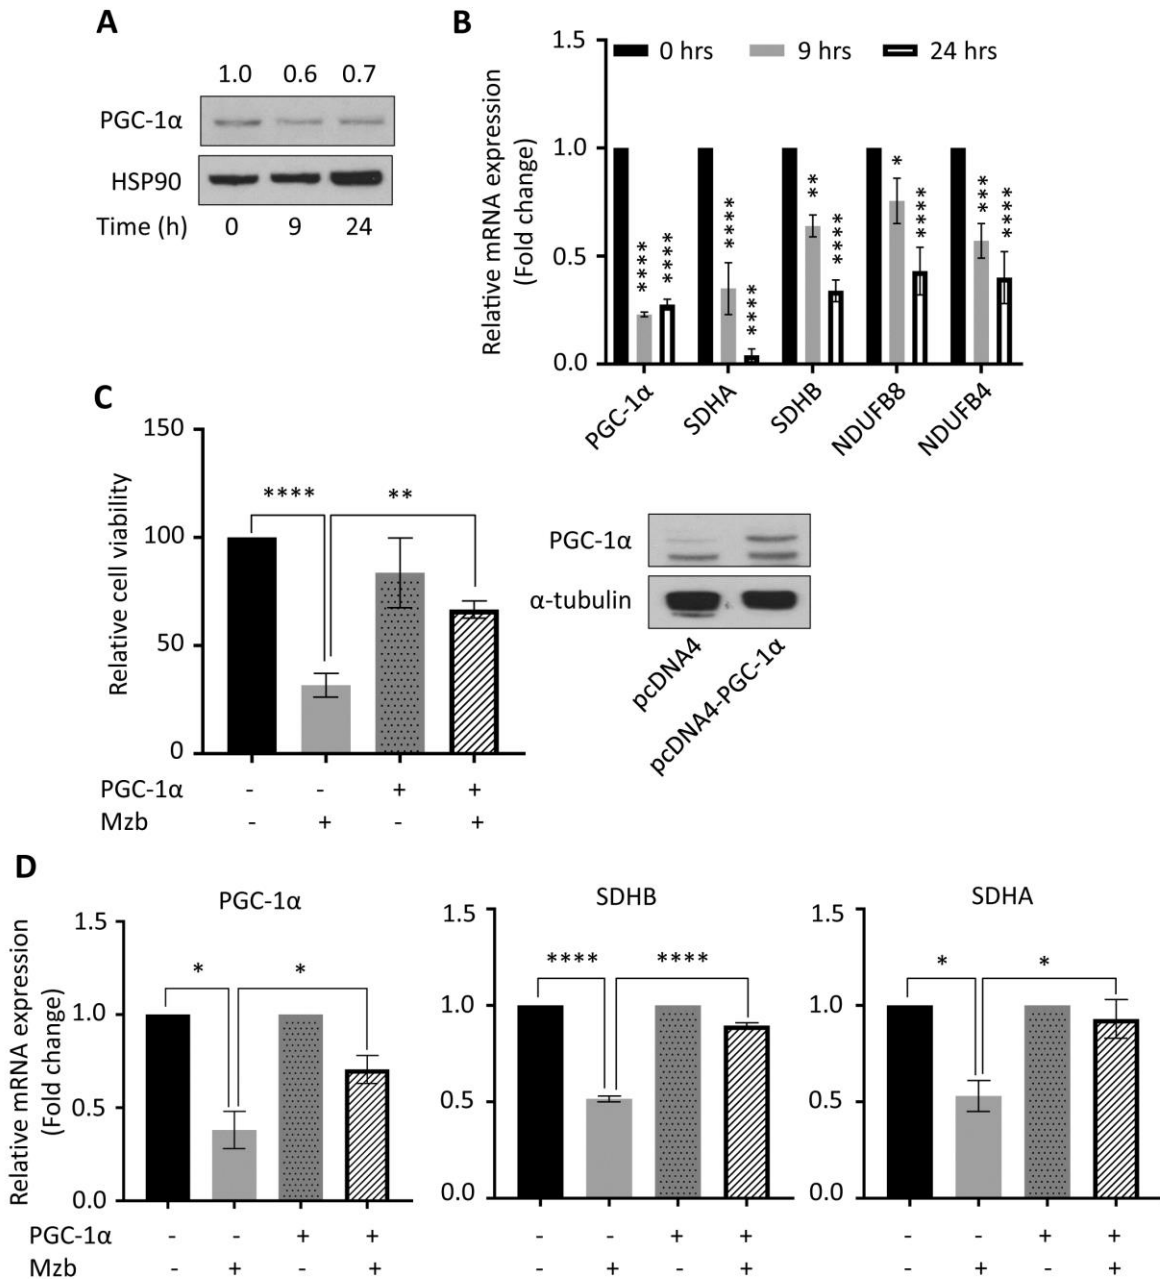 A
1.0 0.6 0.7
PGC-1α
HSP90
Time (h) 0 9 24
B
0 hrs 9 hrs 24 hrs
Relative mRNA expression
(Fold change)
1.5
1.0
0.5
0.0
**** ****
**** ****
** ****
* ****
*** ****
PGC-1α SDHA SDHB NDUFB8 NDUFB4
C
Relative cell viability
150
100
50
0
**** **
PGC-1α - - + +
Mzb - + - +
PGC-1α
α-tubulin
pcDNA4 pcDNA4-PGC-1α
D
Relative mRNA expression
(Fold change)
PGC-1α
1.5
1.0
0.5
0.0
* *
PGC-1α - - + +
Mzb - + - +
SDHB
1.5
1.0
0.5
0.0
**** ****
- - + +
- + - +
SDHA
1.5
1.0
0.5
0.0
* *
- - + +
- + - +